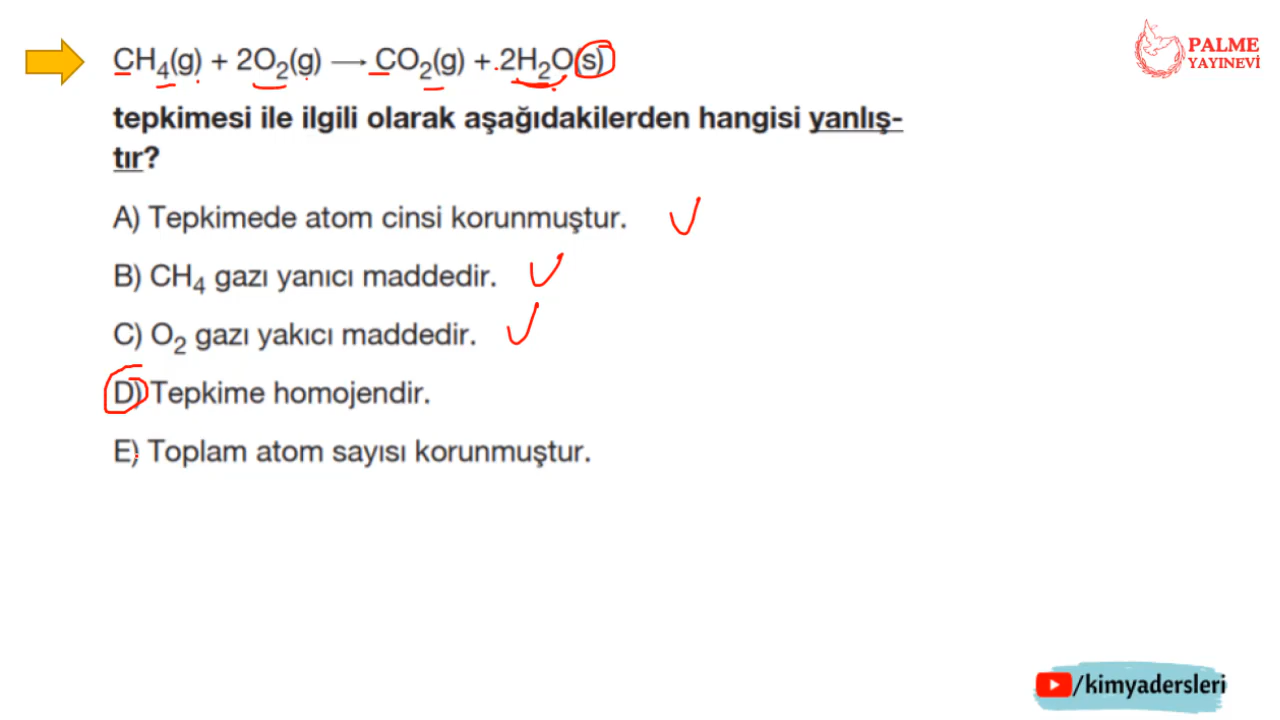 CH₄(g) + 2O₂(g) → CO₂(g) + 2H₂O(s)
tepkimesi ile ilgili olarak aşağıdakilerden hangisi yanlış-
tır?
A) Tepkimede atom cinsi korunmuştur.
B) CH₄ gazı yanıcı maddedir.
C) O₂ gazı yakıcı maddedir.
D) Tepkime homojendir.
E) Toplam atom sayısı korunmuştur.
PALME
YAYINEVİ
/kimyadersleri